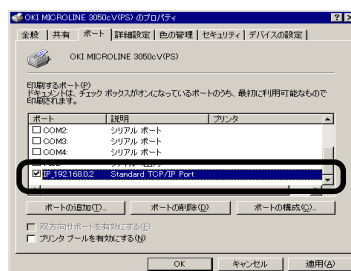 OKI MICROLINE 3050cV(PS) のプロパティ
全般 共有 ポート 詳細設定 色の管理 セキュリティ デバイスの設定
OKI MICROLINE 3050cV(PS)
印刷するポート(P)
ドキュメントは、チェック ボックスがオンになっているポートのうち、最初に利用可能なもので
印刷されます。
ポート 説明 プリンタ
COM2: シリアル ポート
COM3: シリアル ポート
COM4: シリアル ポート
IP_192.168.0.2 Standard TCP/IP Port
ポートの追加(T)... ポートの削除(D) ポートの構成(C)...
双方向サポートを有効にする(E)
プリンタ プールを有効にする(N)
OK キャンセル 適用(A)